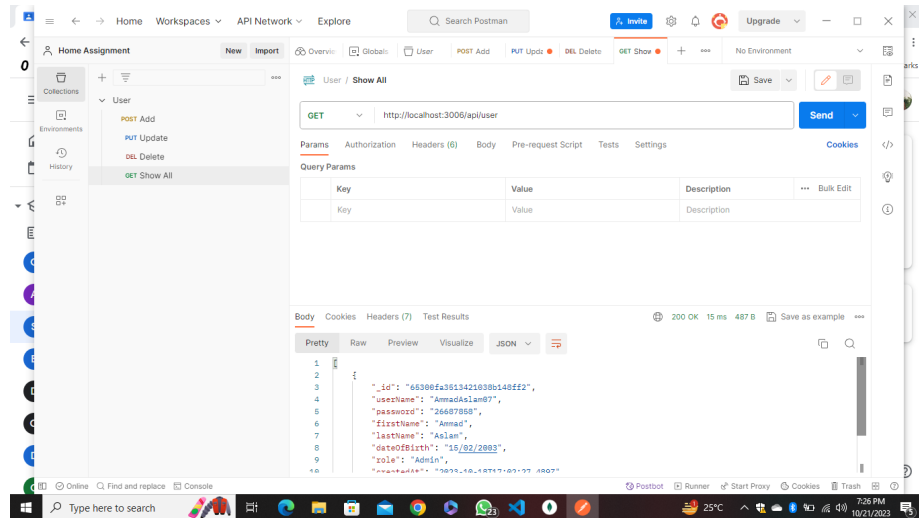 Home Workspaces API Network Explore Search Postman Invite Upgrade
Home Assignment New Import Overvie Globals User POST Add PUT Upda DEL Delete GET Show No Environment
User / Show All Save
Collections
User
GET http://localhost:3006/api/user Send
POST Add
Environments
PUT Update
Params Authorization Headers (6) Body Pre-request Script Tests Settings Cookies
DEL Delete
History
Query Params
GET Show All
Key Value Description Bulk Edit
Key Value Description
Body Cookies Headers (7) Test Results 200 OK 15 ms 487 B Save as example
Pretty Raw Preview Visualize JSON
1 [
2 {
3 "_id": "65300fa3513421038b148ff2",
4 "userName": "AmmadAslam07",
5 "password": "26687858",
6 "firstName": "Ammad",
7 "lastName": "Aslam",
8 "dateOfBirth": "15/02/2003",
9 "role": "Admin",
10 "createdAt":
Online Find and replace Console Postbot Runner Start Proxy Cookies Trash
Type here to search 23 25°C 7:26 PM
10/21/2023